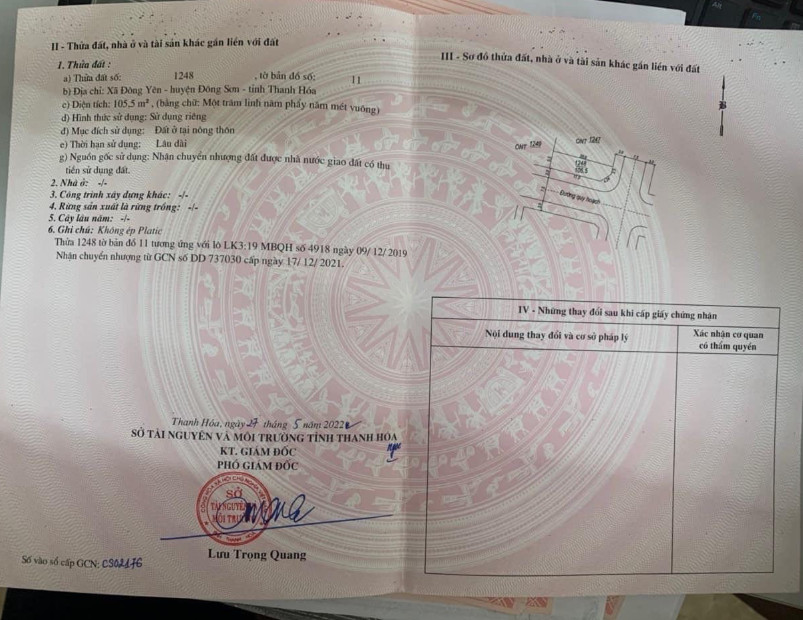 II - Thửa đất, nhà ở và tài sản khác gắn liền với đất
1. Thửa đất :
a) Thửa đất số: 1248 , tờ bản đồ số: 11
b) Địa chỉ: Xã Đông Yên - huyện Đông Sơn - tỉnh Thanh Hóa
c) Diện tích: 105,5 m² , (bằng chữ: Một trăm linh năm phẩy năm mét vuông)
d) Hình thức sử dụng: Sử dụng riêng
đ) Mục đích sử dụng: Đất ở tại nông thôn
e) Thời hạn sử dụng: Lâu dài
g) Nguồn gốc sử dụng: Nhận chuyển nhượng đất được nhà nước giao đất có thu
tiền sử dụng đất.
2. Nhà ở: -/-
3. Công trình xây dựng khác: -/-
4. Rừng sản xuất là rừng trồng: -/-
5. Cây lâu năm: -/-
6. Ghi chú: Không ép Platic
Thửa 1248 tờ bản đồ 11 tương ứng với lô LK3:19 MBQH số 4918 ngày 09/12/2019
Nhận chuyển nhượng từ GCN số DD 737030 cấp ngày 17/12/2021.
Thanh Hóa, ngày 27 tháng 5 năm 2022
SỞ TÀI NGUYÊN VÀ MÔI TRƯỜNG TỈNH THANH HÓA
KT. GIÁM ĐỐC
PHÓ GIÁM ĐỐC
SỞ
TÀI NGUYÊN
MÔI TRƯỜNG
Lưu Trọng Quang
Số vào sổ cấp GCN: CS02176
III - Sơ đồ thửa đất, nhà ở và tài sản khác gắn liền với đất
B
ONT 1249
ONT 1247
1248
105,5
Đường quy hoạch
IV - Những thay đổi sau khi cấp giấy chứng nhận
Nội dung thay đổi và cơ sở pháp lý
Xác nhận cơ quan
có thẩm quyền